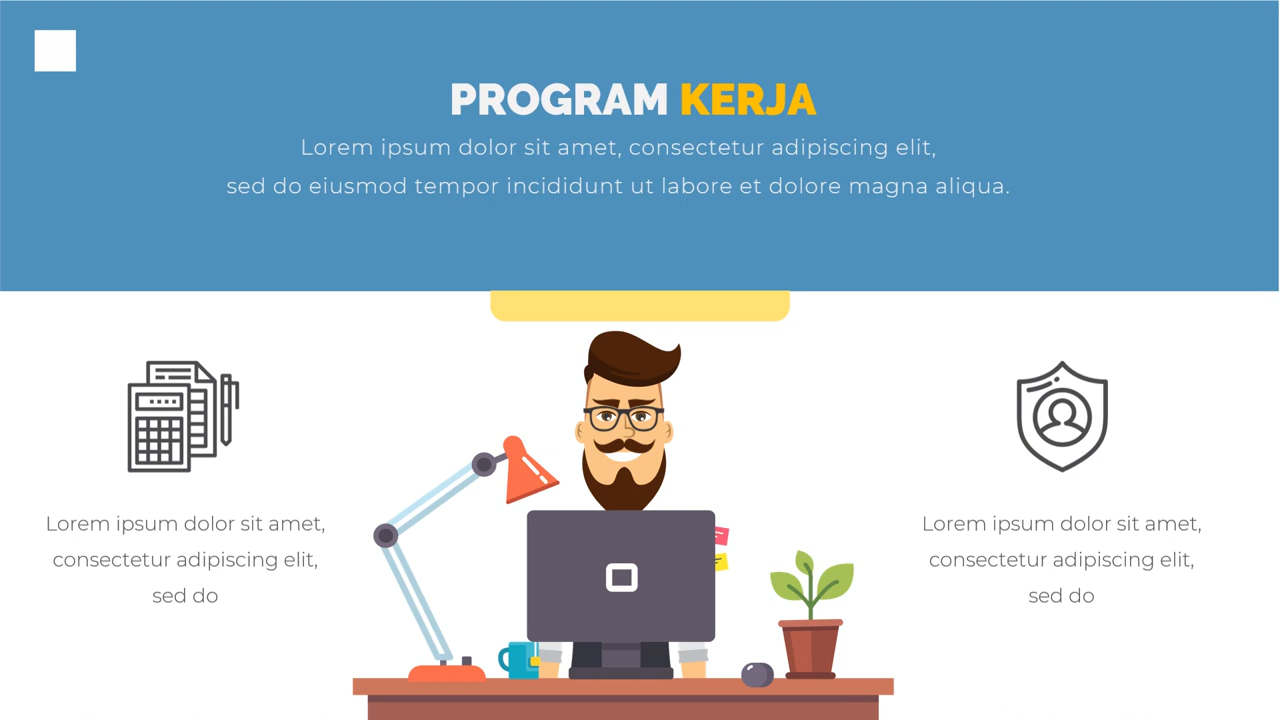 PROGRAM KERJA
Lorem ipsum dolor sit amet, consectetur adipiscing elit,
sed do eiusmod tempor incididunt ut labore et dolore magna aliqua.
Lorem ipsum dolor sit amet,
consectetur adipiscing elit,
sed do
Lorem ipsum dolor sit amet,
consectetur adipiscing elit,
sed do